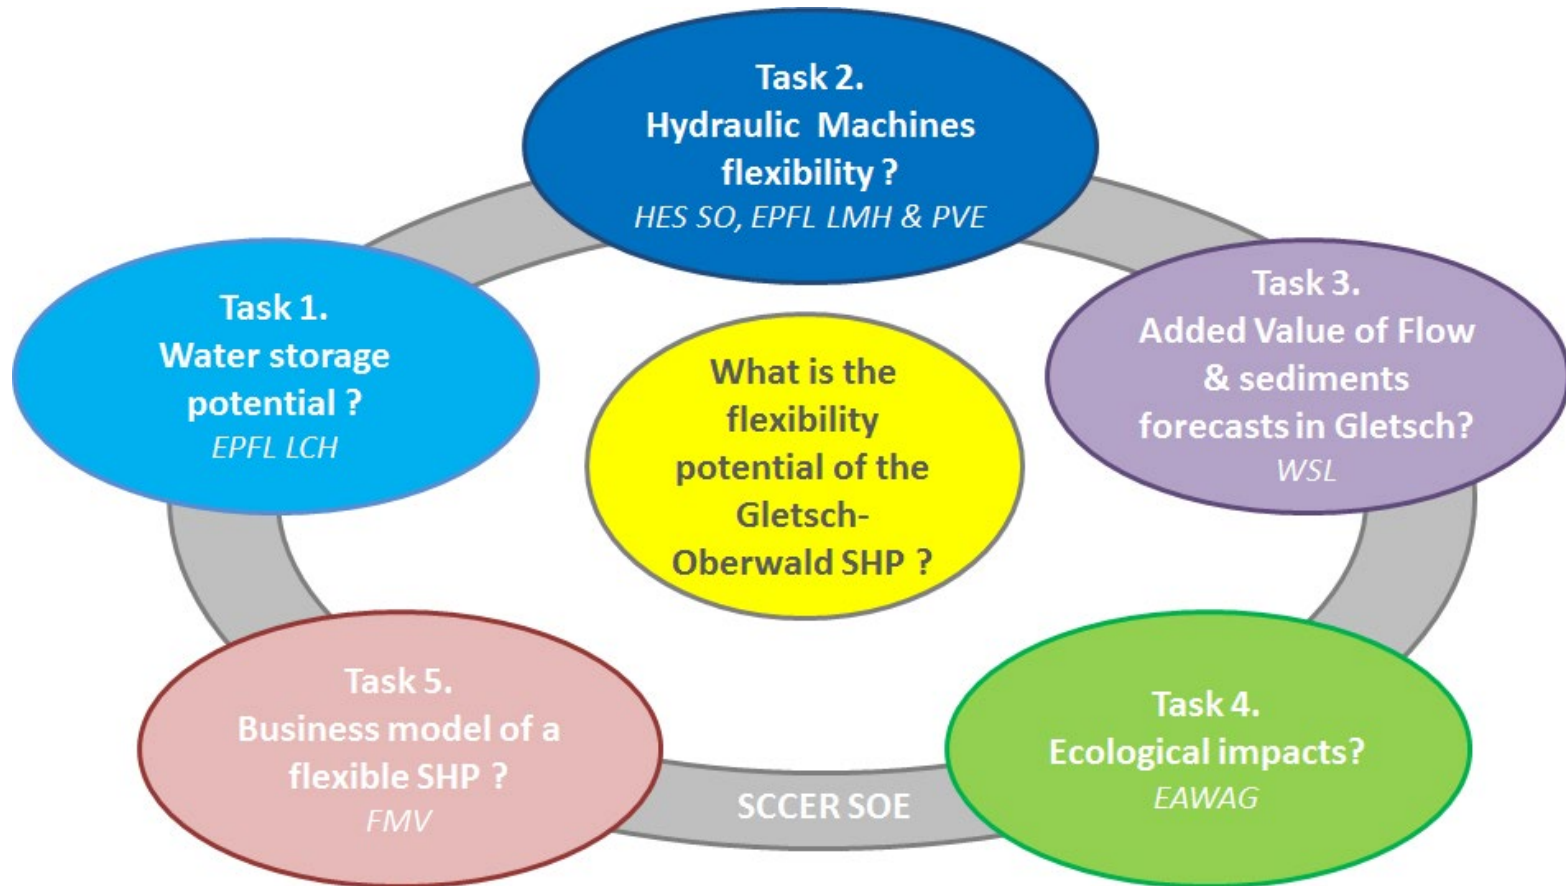 Task 2.
Hydraulic  Machines
flexibility ?
HES SO, EPFL LMH & PVE
Task 1.
Water storage
potential ?
EPFL LCH
Task 3.
Added Value of Flow
& sediments
forecasts in Gletsch?
WSL
What is the
flexibility
potential of the
Gletsch-
Oberwald SHP ?
Task 5.
Business model of a
flexible SHP ?
FMV
Task 4.
Ecological impacts?
EAWAG
SCCER SOE